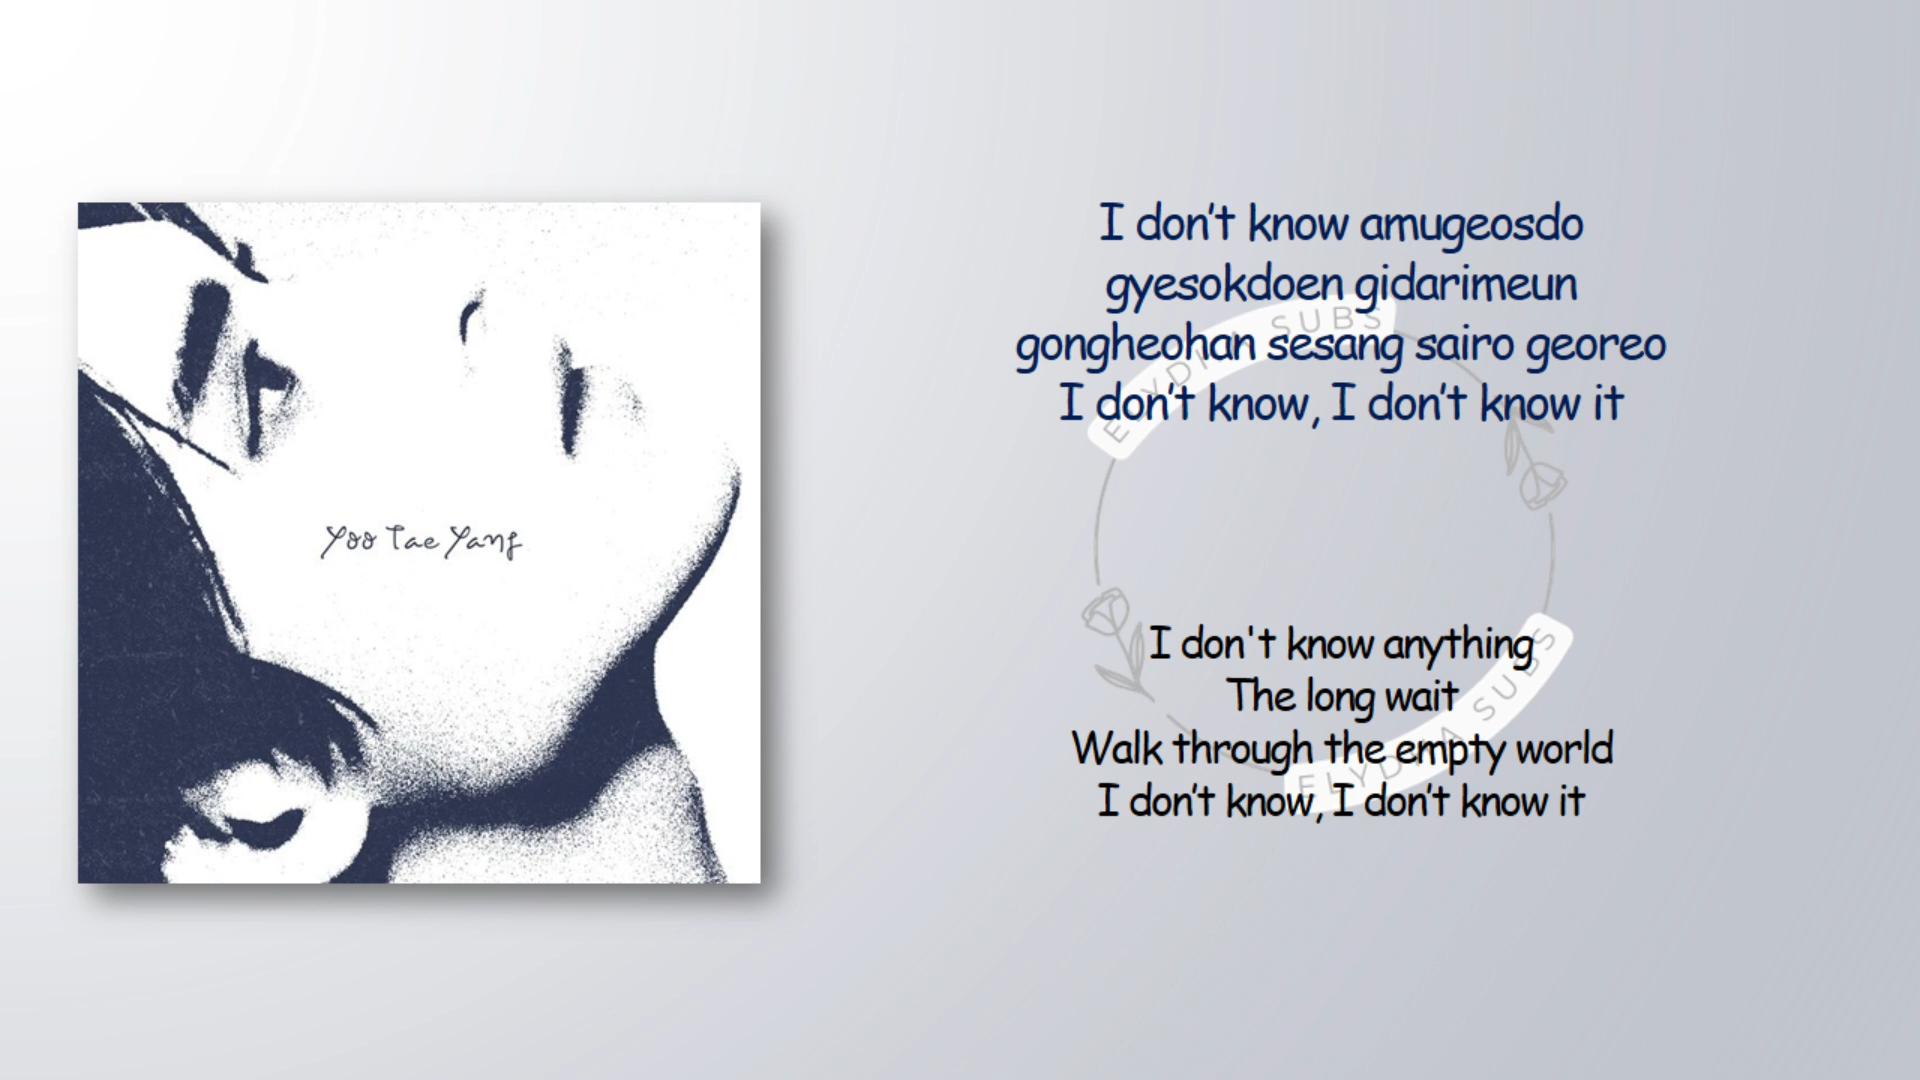 Yoo Tae Yang
I don’t know amugeosdo
gyesokdoen gidarimeun
gongheohan sesang sairo georeo
I don’t know, I don’t know it
ELYDIA SUBS
I don't know anything
The long wait
Walk through the empty world
I don’t know, I don’t know it
ELYDIA SUBS